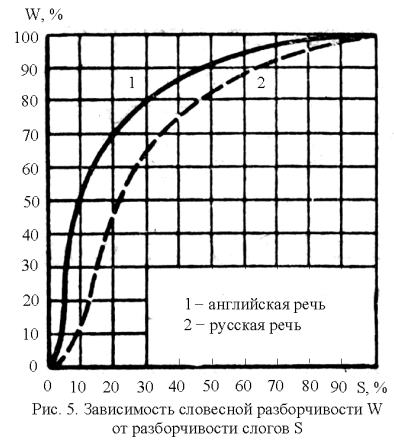 W, %
100
90
80
70
60
50
40
30
20
10
0
1
2
1 – английская речь
2 – русская речь
0 10 20 30 40 50 60 70 80 90 S, %
Рис. 5. Зависимость словесной разборчивости W
от разборчивости слогов S